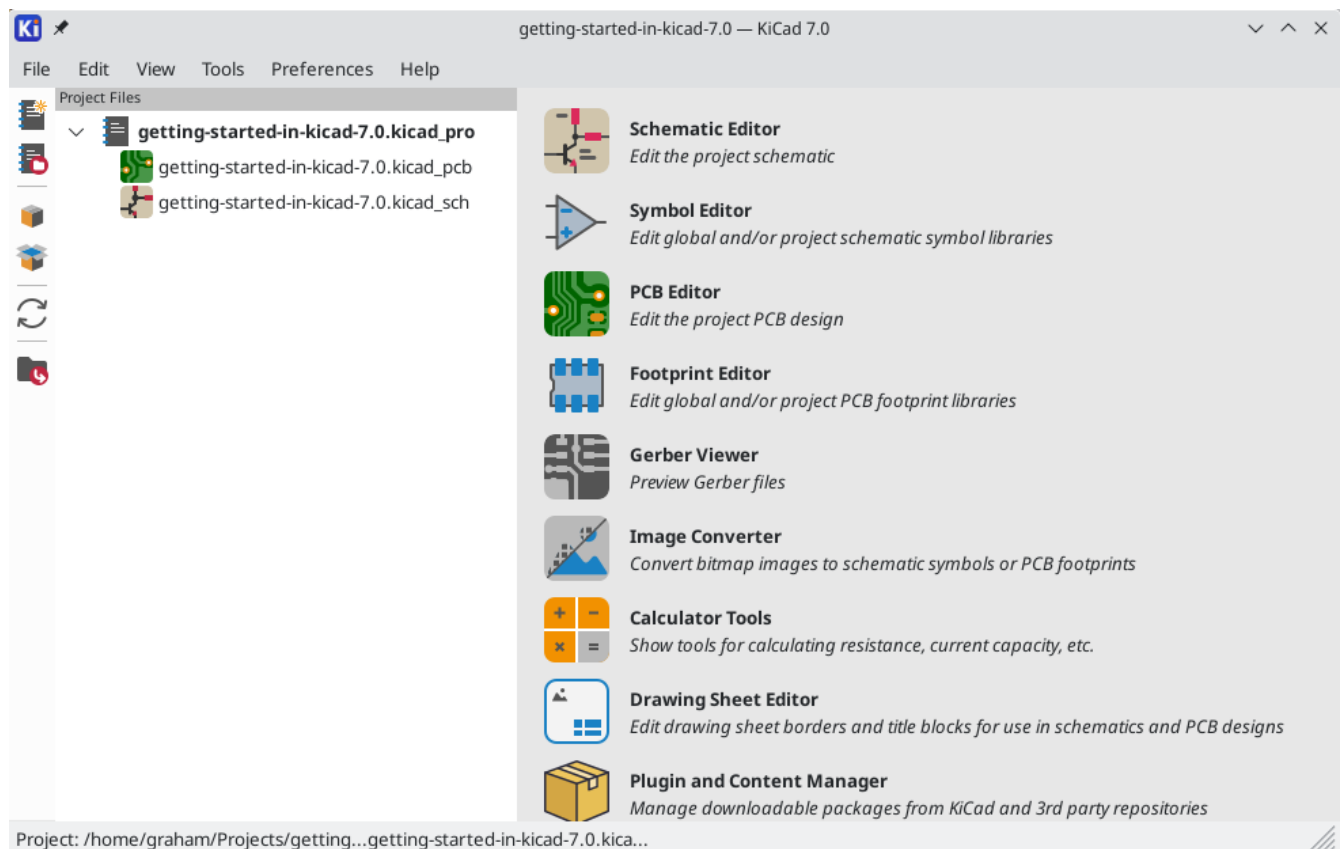 Ki
getting-started-in-kicad-7.0 — KiCad 7.0
File Edit View Tools Preferences Help
Project Files
getting-started-in-kicad-7.0.kicad_pro
getting-started-in-kicad-7.0.kicad_pcb
getting-started-in-kicad-7.0.kicad_sch
Schematic Editor
Edit the project schematic
Symbol Editor
Edit global and/or project schematic symbol libraries
PCB Editor
Edit the project PCB design
Footprint Editor
Edit global and/or project PCB footprint libraries
Gerber Viewer
Preview Gerber files
Image Converter
Convert bitmap images to schematic symbols or PCB footprints
Calculator Tools
Show tools for calculating resistance, current capacity, etc.
Drawing Sheet Editor
Edit drawing sheet borders and title blocks for use in schematics and PCB designs
Plugin and Content Manager
Manage downloadable packages from KiCad and 3rd party repositories
Project: /home/graham/Projects/getting...getting-started-in-kicad-7.0.kica...